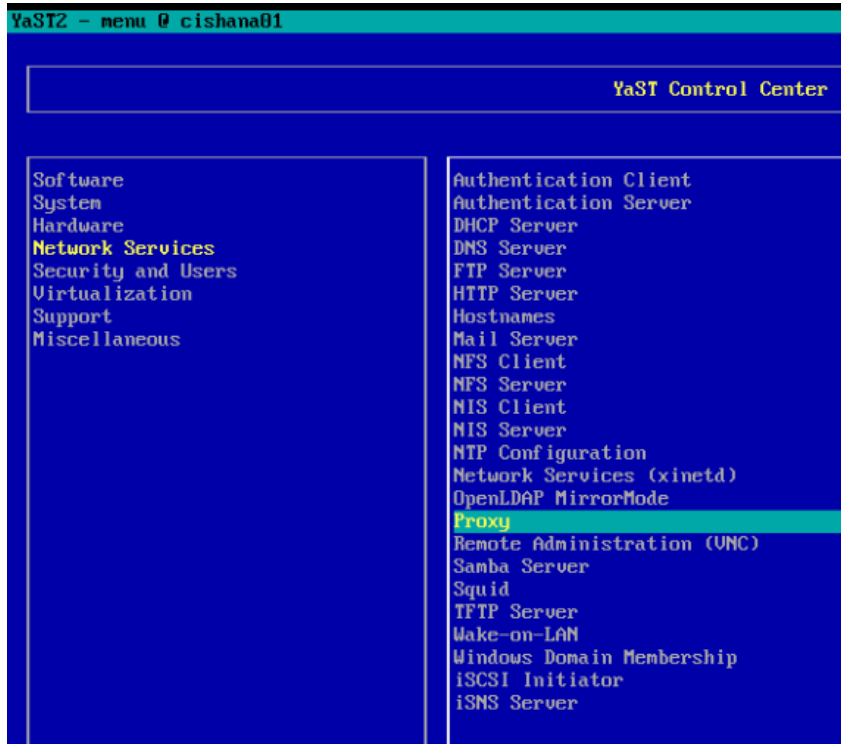 YaST2 - menu @ cishana01
YaST Control Center
Software
System
Hardware
Network Services
Security and Users
Virtualization
Support
Miscellaneous
Authentication Client
Authentication Server
DHCP Server
DNS Server
FTP Server
HTTP Server
Hostnames
Mail Server
NFS Client
NFS Server
NIS Client
NIS Server
NTP Configuration
Network Services (xinetd)
OpenLDAP MirrorMode
Proxy
Remote Administration (VNC)
Samba Server
Squid
TFTP Server
Wake-on-LAN
Windows Domain Membership
iSCSI Initiator
iSNS Server